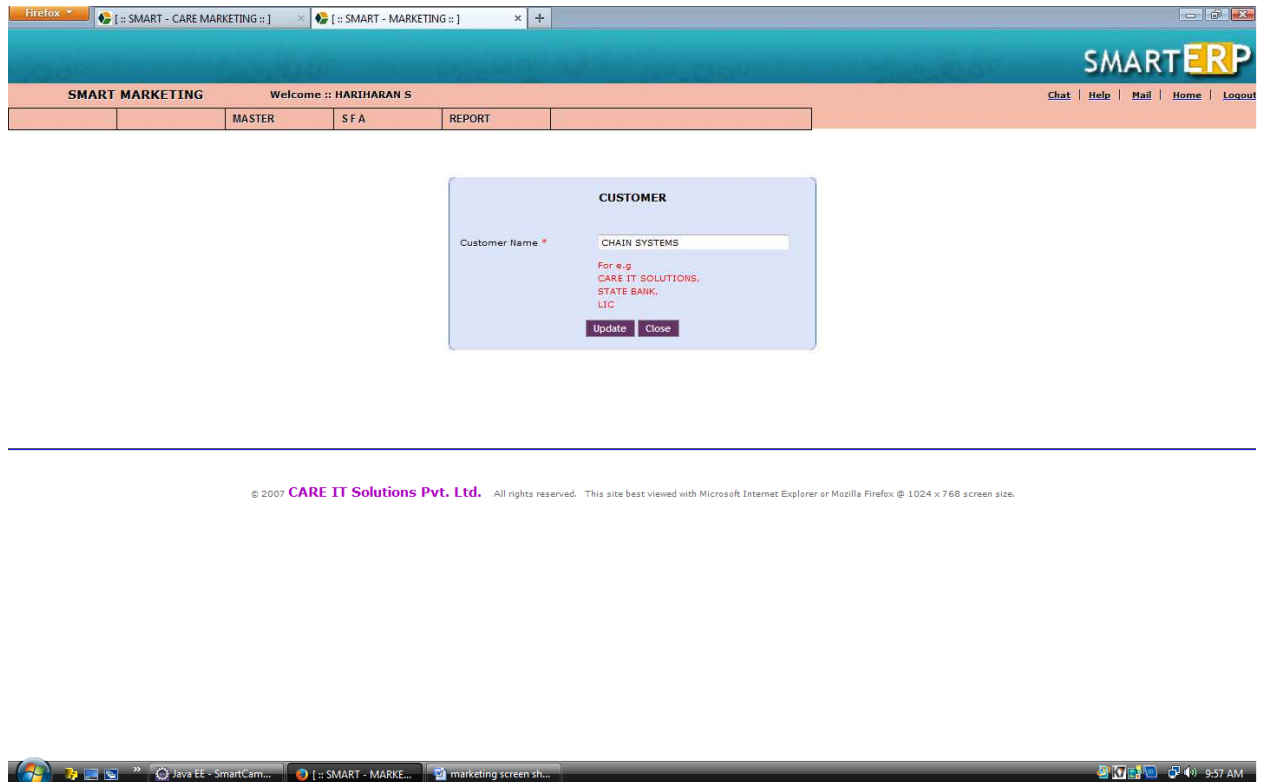 Firefox
[ :: SMART - CARE MARKETING :: ] × [ :: SMART - MARKETING :: ] × +
SMARTERP
SMART MARKETING Welcome :: HARIHARAN S Chat | Help | Mail | Home | Logout
MASTER S F A REPORT
CUSTOMER
Customer Name * CHAIN SYSTEMS
For e.g
CARE IT SOLUTIONS,
STATE BANK,
LIC
Update Close
© 2007 CARE IT Solutions Pvt. Ltd. All rights reserved. This site best viewed with Microsoft Internet Explorer or Mozilla Firefox @ 1024 x 768 screen size.
» Java EE - SmartCam... [ :: SMART - MARKE... marketing screen sh... 9:57 AM